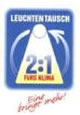 LEUCHTENTAUSCH
2:1
FÜRS KLIMA
Eine
bringt mehr!